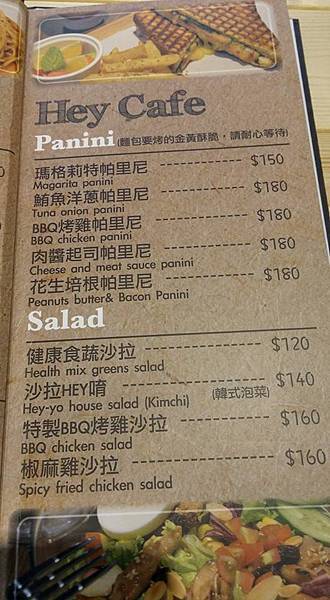 Hey Cafe
Panini(麵包要烤的金黃酥脆，請耐心等待)
瑪格莉特帕里尼 $150
Magarita panini
鮪魚洋蔥帕里尼 $180
Tuna onion panini
BBQ烤雞帕里尼 $180
BBQ chicken panini
肉醬起司帕里尼 $180
Cheese and meat sauce panini
花生培根帕里尼 $180
Peanuts butter& Bacon Panini
Salad
健康食蔬沙拉 $120
Health mix greens salad
沙拉HEY唷 $140
Hey-yo house salad (Kimchi) (韓式泡菜)
特製BBQ烤雞沙拉 $160
BBQ chicken salad
椒麻雞沙拉 $160
Spicy fried chicken salad